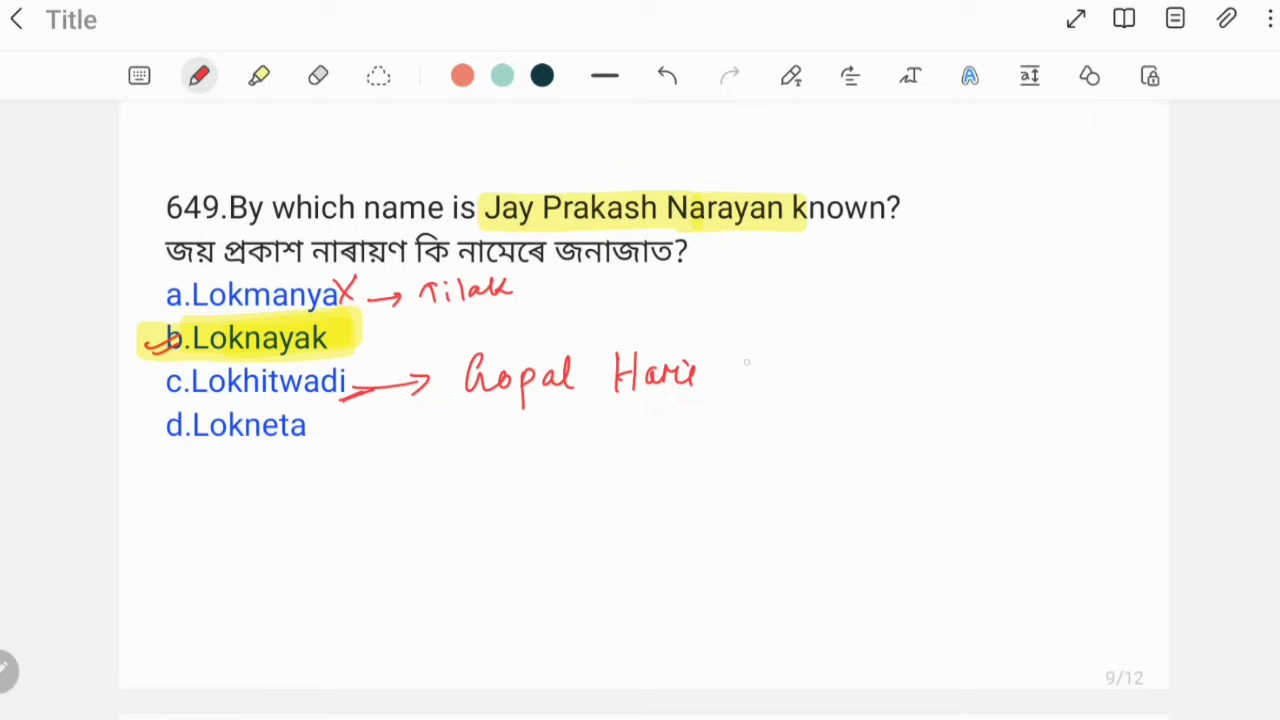 Title
649.By which name is Jay Prakash Narayan known?
জয় প্ৰকাশ নাৰায়ণ কি নামেৰে জনাজাত?
a.Lokmanya X → Tilak
b.Loknayak
c.Lokhitwadi → Gopal Hari
d.Lokneta
9/12